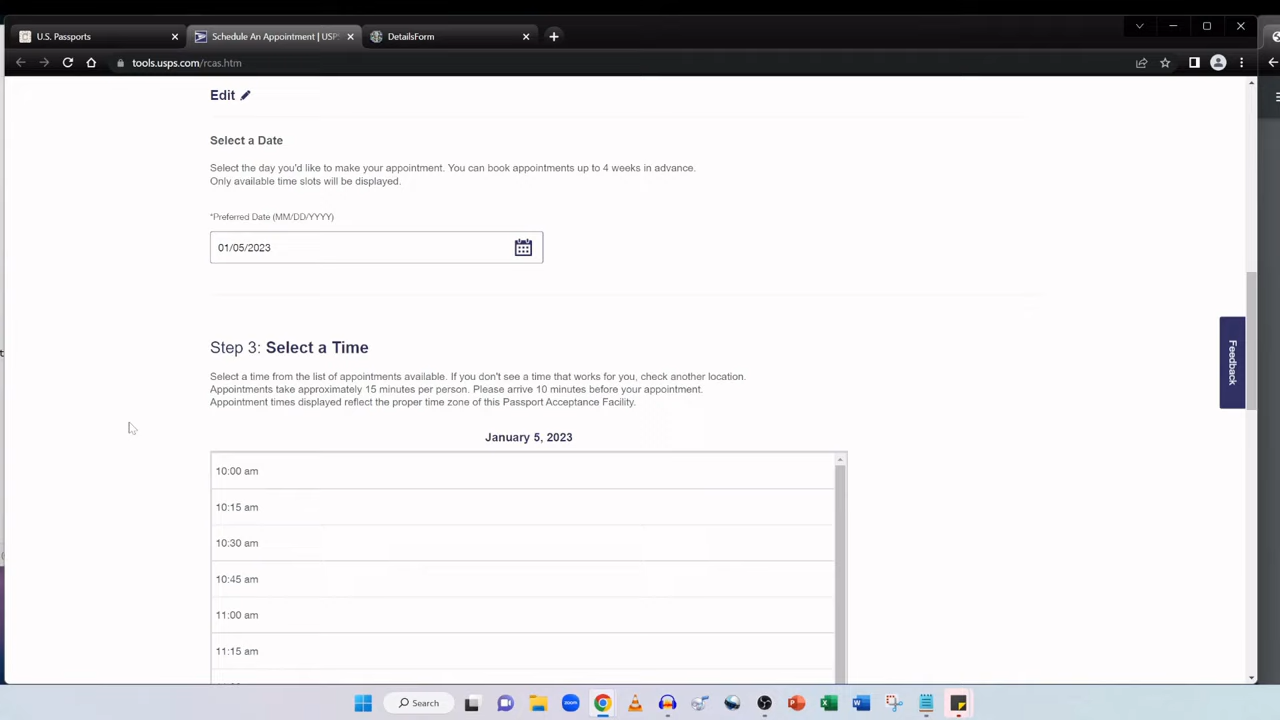 U.S. Passports
Schedule An Appointment | USPS
DetailsForm
tools.usps.com/rcas.htm
Edit
Select a Date
Select the day you'd like to make your appointment. You can book appointments up to 4 weeks in advance.
Only available time slots will be displayed.
*Preferred Date (MM/DD/YYYY)
01/05/2023
Step 3: Select a Time
Select a time from the list of appointments available. If you don't see a time that works for you, check another location.
Appointments take approximately 15 minutes per person. Please arrive 10 minutes before your appointment.
Appointment times displayed reflect the proper time zone of this Passport Acceptance Facility.
January 5, 2023
10:00 am
10:15 am
10:30 am
10:45 am
11:00 am
11:15 am
Feedback
Search